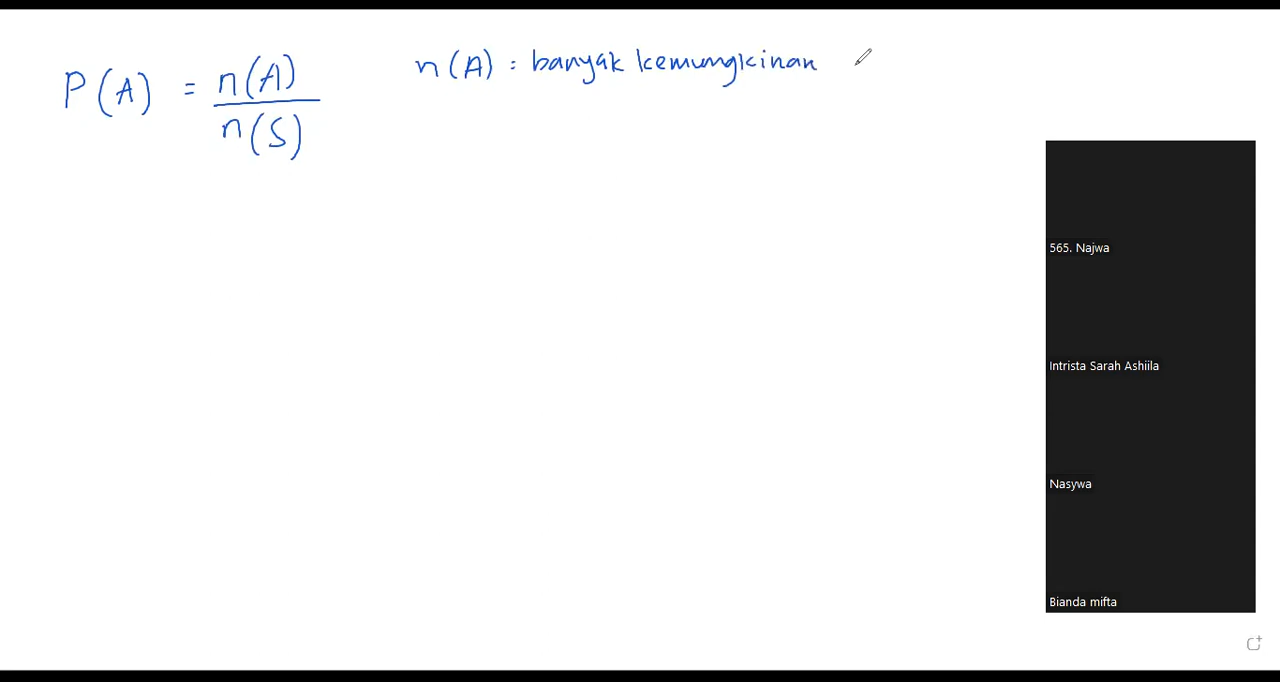 P(A) = n(A)/n(S)
n(A) : banyak kemungkinan
565. Najwa
Intrista Sarah Ashiila
Nasywa
Bianda mifta